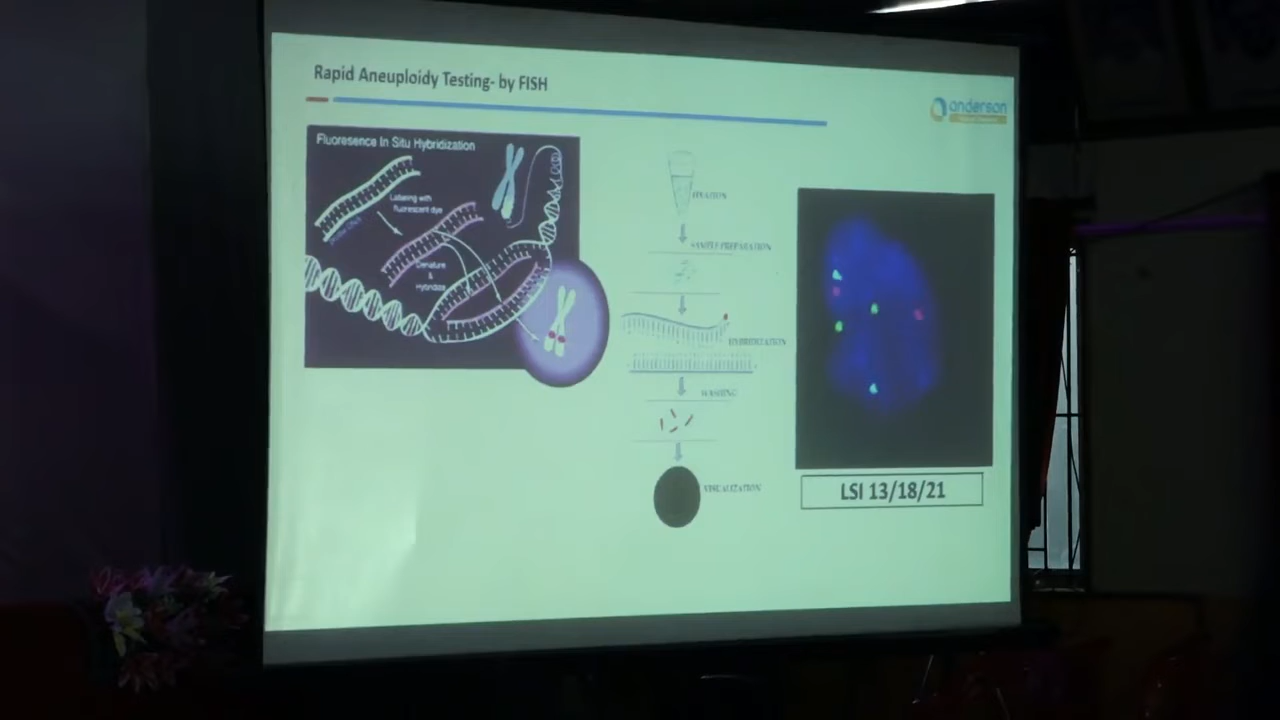 Rapid Aneuploidy Testing- by FISH
anderson
Fluoresence In Situ Hybridization
Labeling with
fluorescent dye
Denature
&
Hybridize
FIXATION
SAMPLE PREPARATION
HYBRIDIZATION
WASHING
VISUALIZATION
LSI 13/18/21